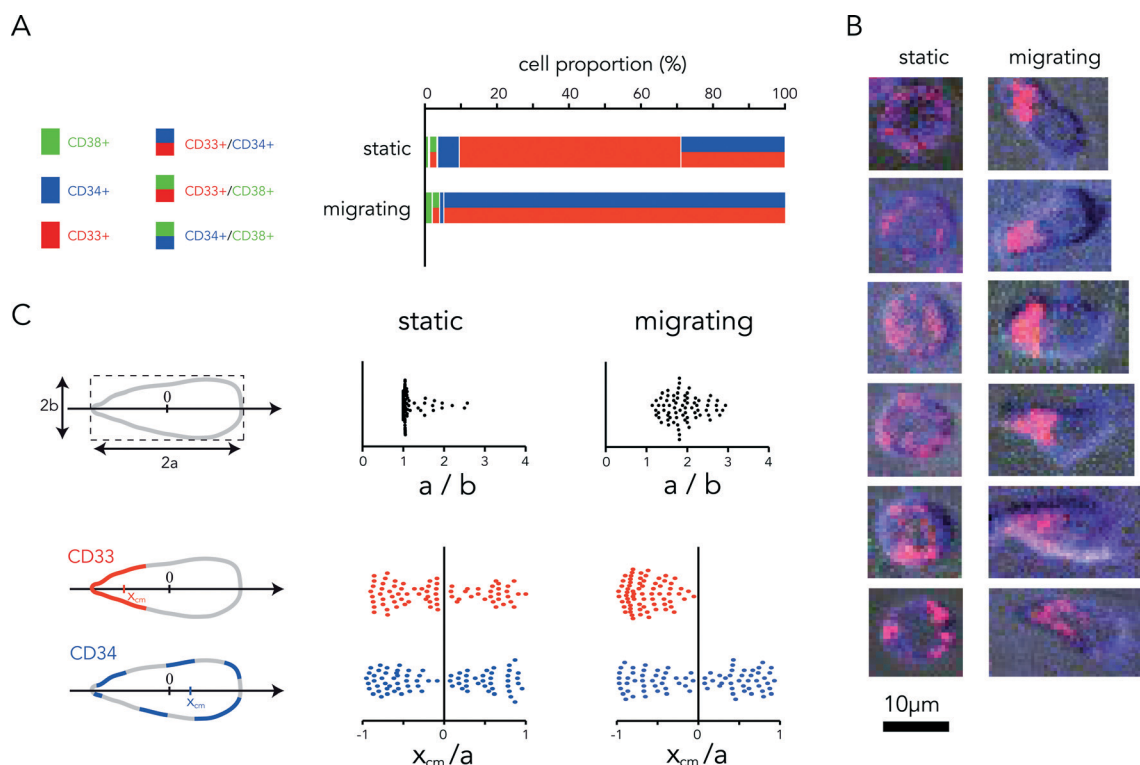 A
cell proportion (%)
0 20 40 60 80 100
static
migrating
CD38+
CD33+/CD34+
CD34+
CD33+/CD38+
CD33+
CD34+/CD38+
B
static migrating
10µm
C
static migrating
2b
0
2a
0 1 2 3 4
a / b
0 1 2 3 4
a / b
CD33
0
xcm
CD34
0
xcm
-1 0 1
xcm/a
-1 0 1
xcm/a